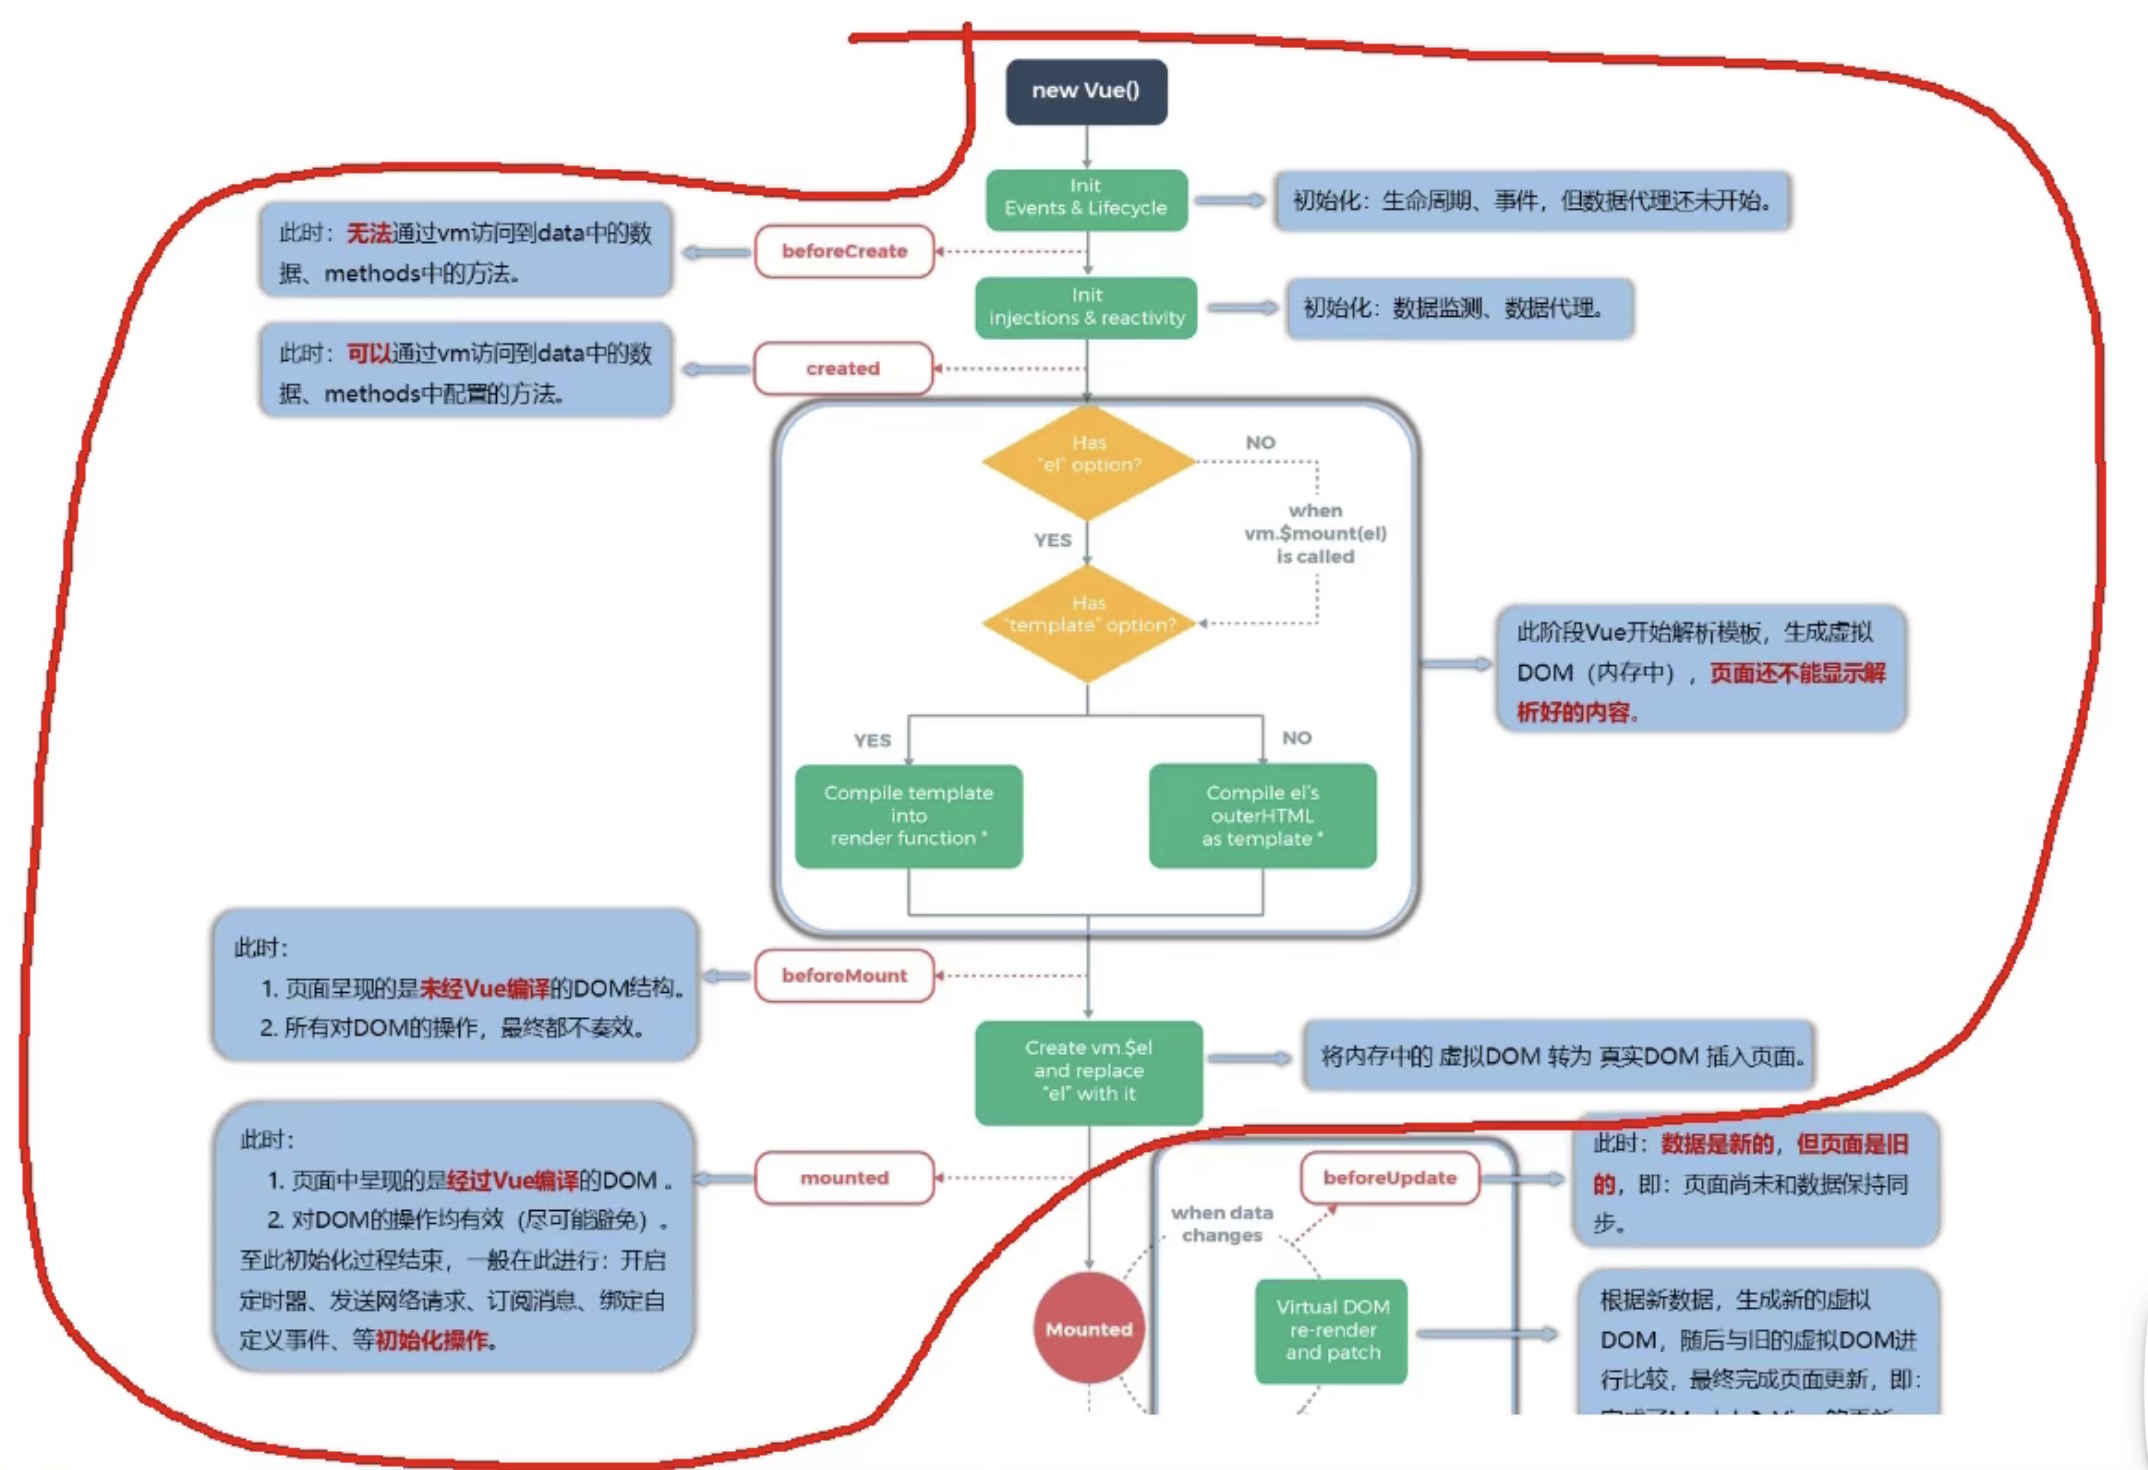 new Vue()
Init
Events & Lifecycle
初始化：生命周期、事件，但数据代理还未开始。
beforeCreate
此时：无法通过vm访问到data中的数
据、methods中的方法。
Init
injections & reactivity
初始化：数据监测、数据代理。
created
此时：可以通过vm访问到data中的数
据、methods中配置的方法。
Has
"el" option?
NO
when
vm.$mount(el)
is called
YES
Has
"template" option?
此阶段Vue开始解析模板，生成虚拟
DOM（内存中），页面还不能显示解
析好的内容。
YES
NO
Compile template
into
render function *
Compile el's
outerHTML
as template *
beforeMount
此时：
1. 页面呈现的是未经Vue编译的DOM结构。
2. 所有对DOM的操作，最终都不奏效。
Create vm.$el
and replace
"el" with it
将内存中的 虚拟DOM 转为 真实DOM 插入页面。
mounted
此时：
1. 页面中呈现的是经过Vue编译的DOM 。
2. 对DOM的操作均有效（尽可能避免）。
至此初始化过程结束，一般在此进行：开启
定时器、发送网络请求、订阅消息、绑定自
定义事件、等初始化操作。
beforeUpdate
此时：数据是新的，但页面是旧
的，即：页面尚未和数据保持同
步。
when data
changes
Mounted
Virtual DOM
re-render
and patch
根据新数据，生成新的虚拟
DOM，随后与旧的虚拟DOM进
行比较，最终完成页面更新，即：